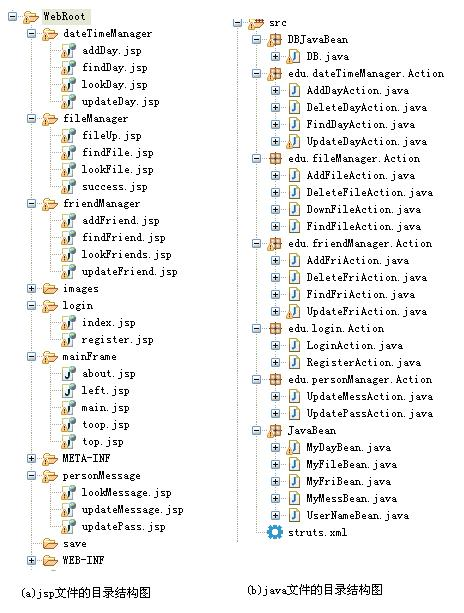 WebRoot
dateTimeManager
addDay.jsp
findDay.jsp
lookDay.jsp
updateDay.jsp
fileManager
fileUp.jsp
findFile.jsp
lookFile.jsp
success.jsp
friendManager
addFriend.jsp
findFriend.jsp
lookFriends.jsp
updateFriend.jsp
images
login
index.jsp
register.jsp
mainFrame
about.jsp
left.jsp
main.jsp
toop.jsp
top.jsp
META-INF
personMessage
lookMessage.jsp
updateMessage.jsp
updatePass.jsp
save
WEB-INF
(a)jsp文件的目录结构图
src
DBJavaBean
DB.java
edu.dateTimeManager.Action
AddDayAction.java
DeleteDayAction.java
FindDayAction.java
UpdateDayAction.java
edu.fileManager.Action
AddFileAction.java
DeleteFileAction.java
DownFileAction.java
FindFileAction.java
edu.friendManager.Action
AddFriAction.java
DeleteFriAction.java
FindFriAction.java
UpdateFriAction.java
edu.login.Action
LoginAction.java
RegisterAction.java
edu.personManager.Action
UpdateMessAction.java
UpdatePassAction.java
JavaBean
MyDayBean.java
MyFileBean.java
MyFriBean.java
MyMessBean.java
UserNameBean.java
struts.xml
(b)java文件的目录结构图